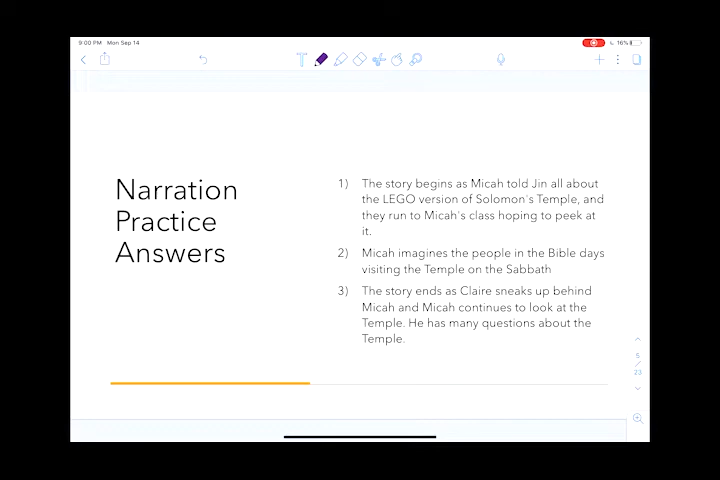 9:00 PM Mon Sep 14
16%
T
Narration
Practice
Answers
1) The story begins as Micah told Jin all about
the LEGO version of Solomon's Temple, and
they run to Micah's class hoping to peek at
it.
2) Micah imagines the people in the Bible days
visiting the Temple on the Sabbath
3) The story ends as Claire sneaks up behind
Micah and Micah continues to look at the
Temple. He has many questions about the
Temple.
5
/
23